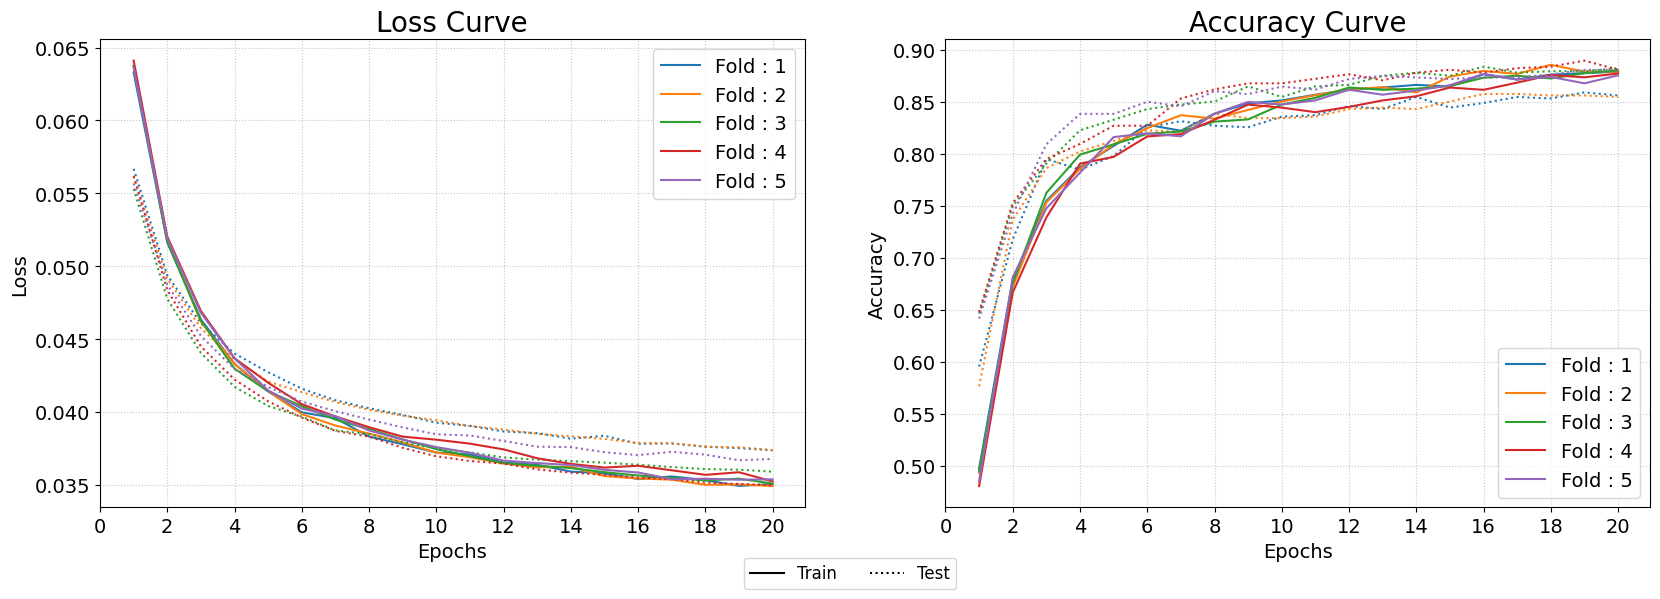 Loss Curve
0.065
0.060
0.055
0.050
0.045
0.040
0.035
Loss
0 2 4 6 8 10 12 14 16 18 20
Epochs
Fold : 1
Fold : 2
Fold : 3
Fold : 4
Fold : 5
Accuracy Curve
0.90
0.85
0.80
0.75
0.70
0.65
0.60
0.55
0.50
Accuracy
0 2 4 6 8 10 12 14 16 18 20
Epochs
Fold : 1
Fold : 2
Fold : 3
Fold : 4
Fold : 5
Train Test